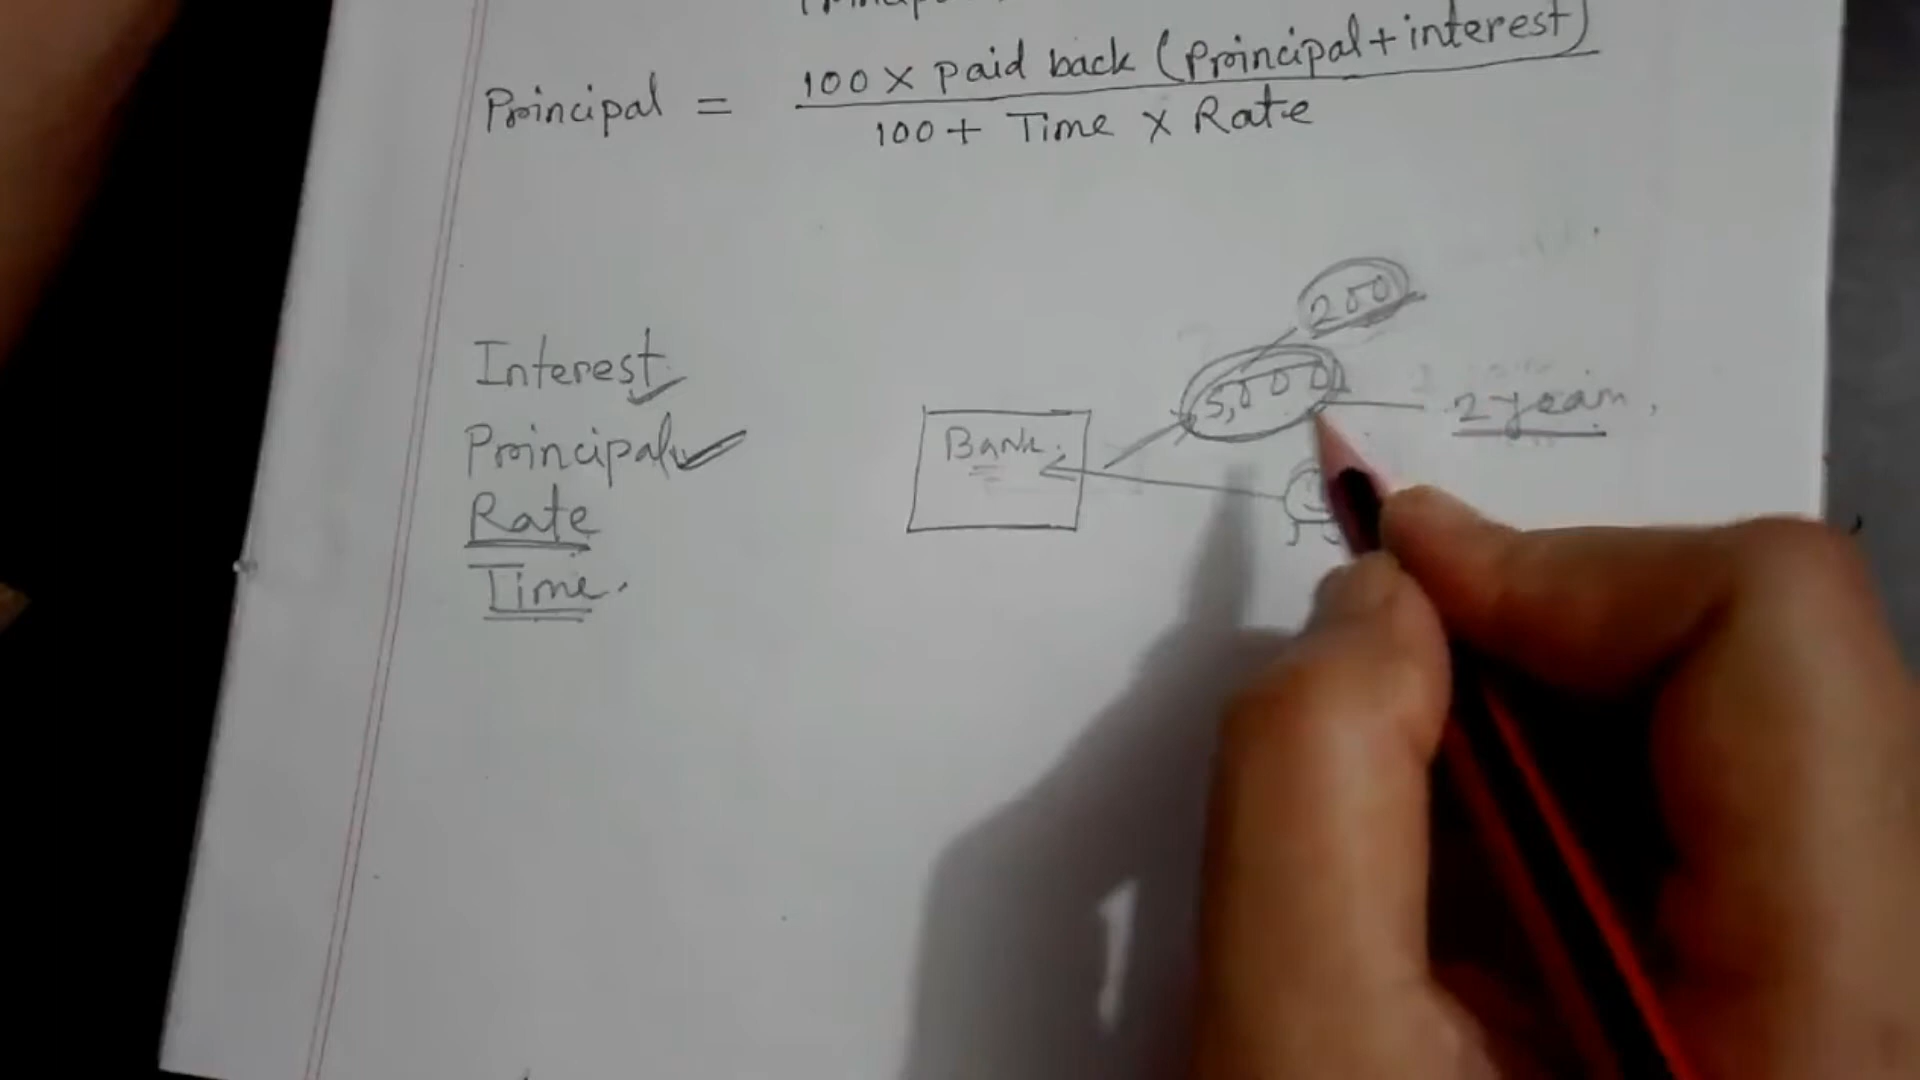 Principal = 100 × Paid back (Principal + interest)
100 + Time × Rate
200
Interest
5,000
2 years,
Principal
Bank.
Rate
Time.